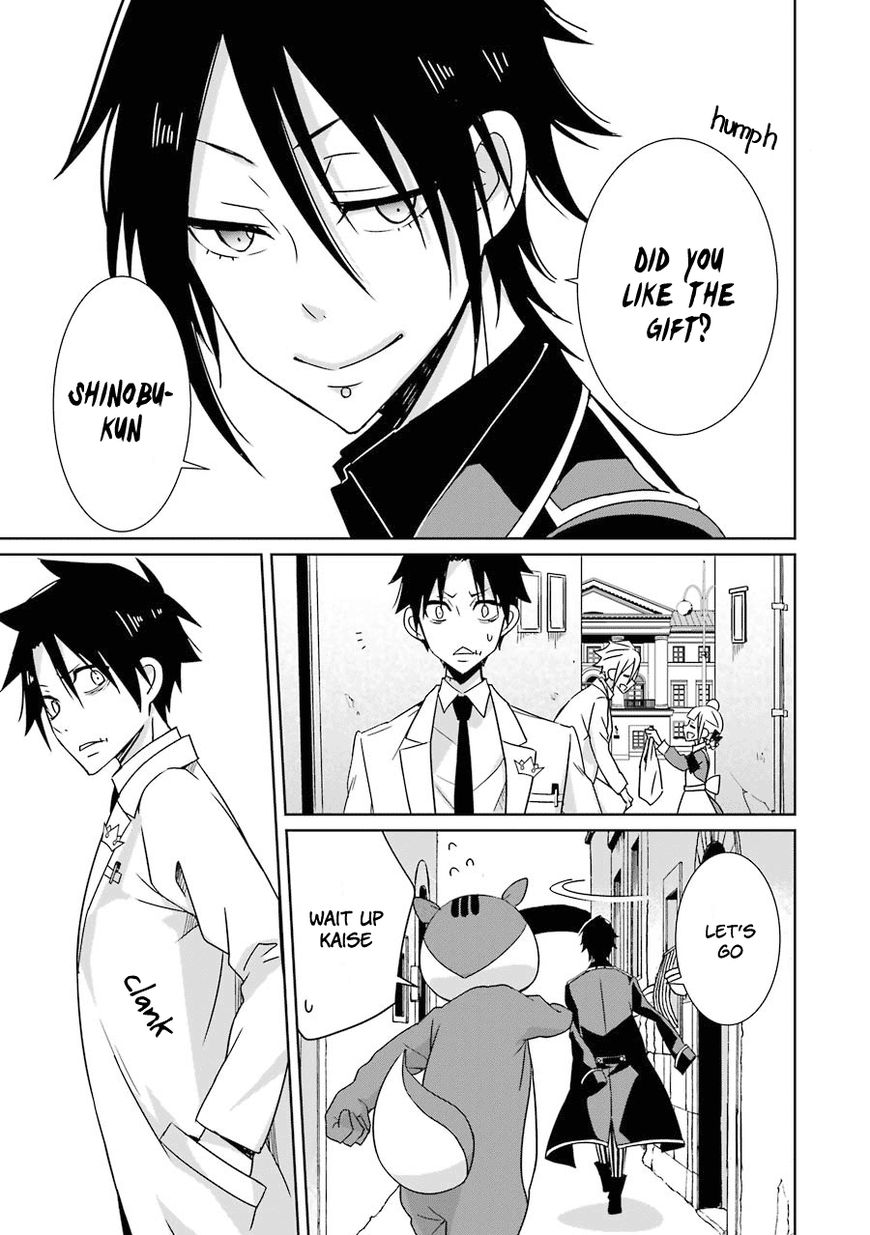 humph
DID YOU
LIKE THE
GIFT?
SHINOBU-
KUN
clank
LET'S
GO
WAIT UP
KAISE